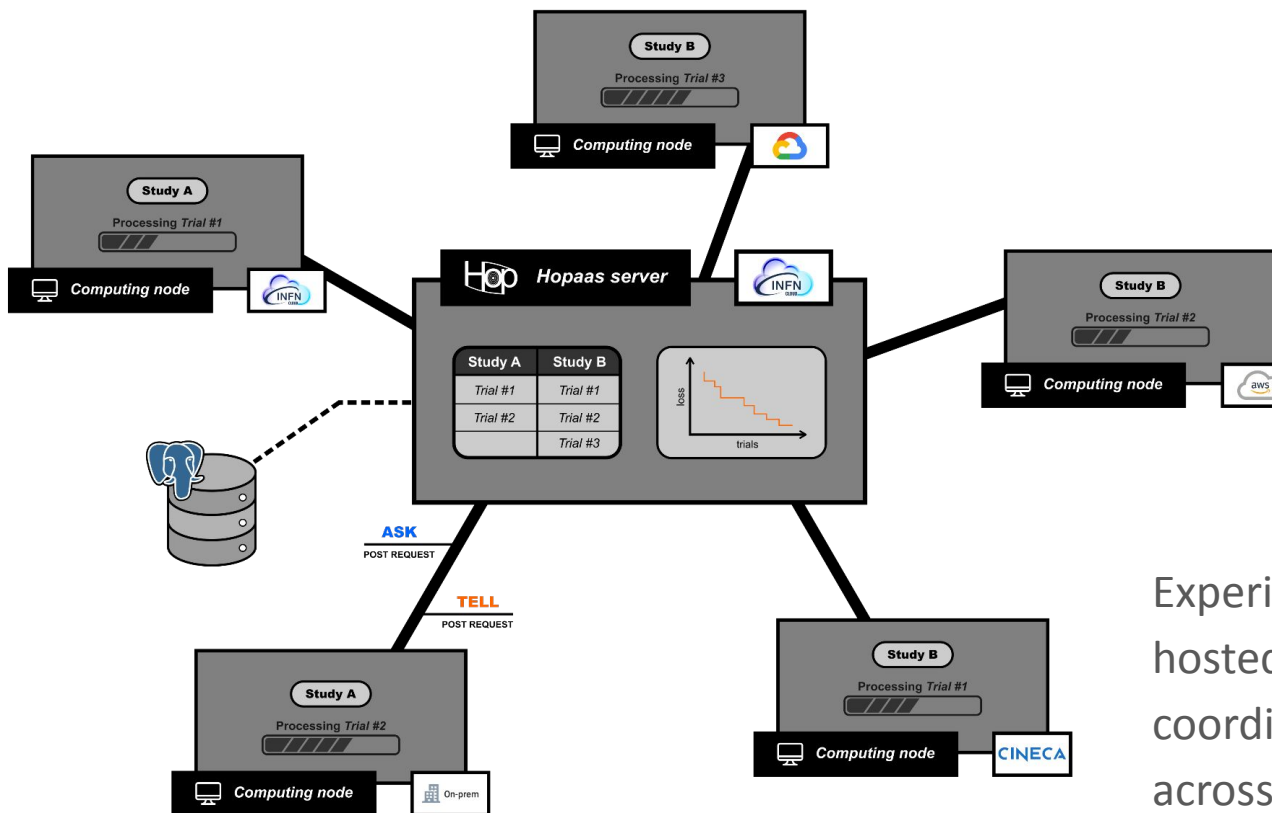 Study B
Processing Trial #3
Computing node
Study A
Processing Trial #1
Computing node
INFN
CLOUD
Hop
Hopaas server
INFN
CLOUD
Study B
Processing Trial #2
Computing node
aws
Study A Study B
Trial #1 Trial #1
Trial #2 Trial #2
Trial #3
loss
trials
ASK
POST REQUEST
TELL
POST REQUEST
Study A
Processing Trial #2
Computing node
On-prem
Study B
Processing Trial #1
Computing node
CINECA
Experi
hosted
coordi
across